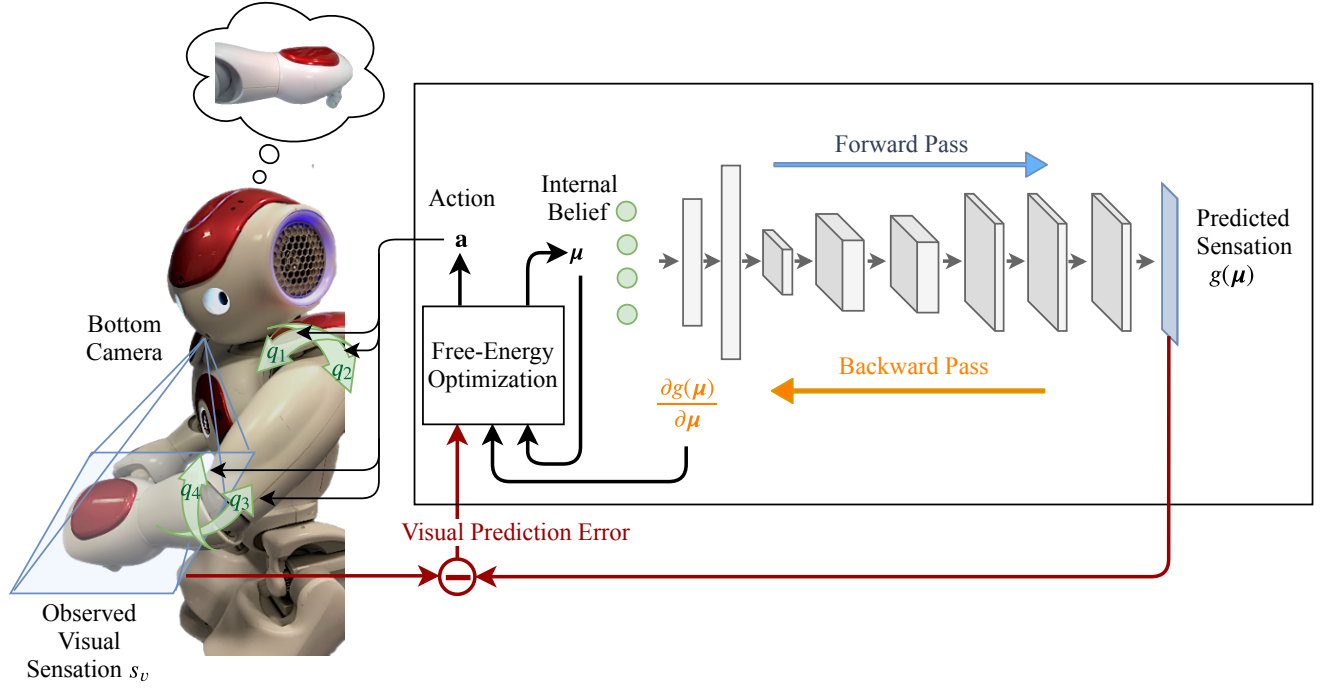 Forward Pass
Action
Internal
Belief
a
μ
Predicted
Sensation
g(μ)
Bottom
Camera
q₁
q₂
Free-Energy
Optimization
Backward Pass
∂g(μ)
∂μ
q₄
q₃
Visual Prediction Error
Observed
Visual
Sensation sᵥ